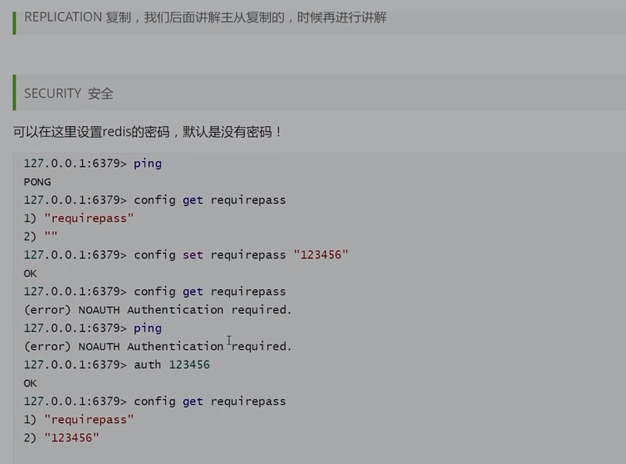 REPLICATION 复制，我们后面讲解主从复制的，时候再进行讲解
SECURITY 安全
可以在这里设置redis的密码，默认是没有密码！
127.0.0.1:6379> ping
PONG
127.0.0.1:6379> config get requirepass
1) "requirepass"
2) ""
127.0.0.1:6379> config set requirepass "123456"
OK
127.0.0.1:6379> config get requirepass
(error) NOAUTH Authentication required.
127.0.0.1:6379> ping
(error) NOAUTH Authentication required.
127.0.0.1:6379> auth 123456
OK
127.0.0.1:6379> config get requirepass
1) "requirepass"
2) "123456"